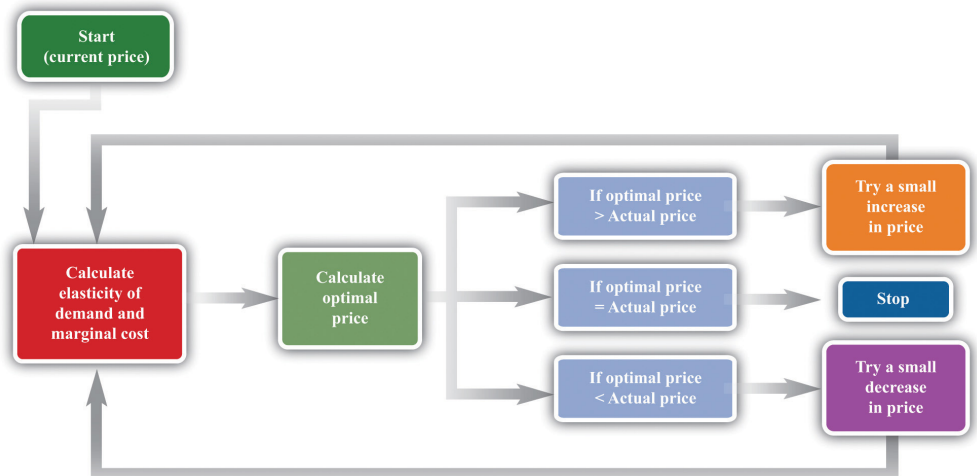 Start
(current price)
Calculate
elasticity of
demand and
marginal cost
Calculate
optimal
price
If optimal price
> Actual price
Try a small
increase
in price
If optimal price
= Actual price
Stop
If optimal price
< Actual price
Try a small
decrease
in price